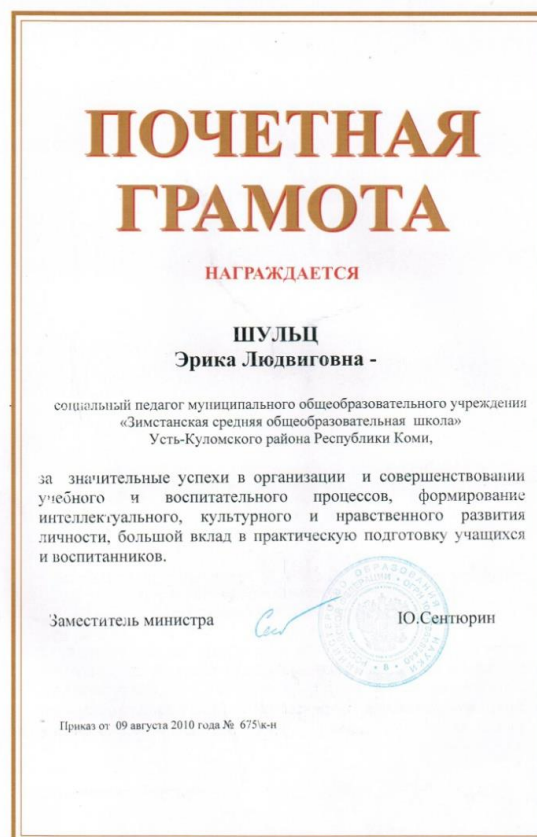 ПОЧЕТНАЯ
ГРАМОТА
НАГРАЖДАЕТСЯ
ШУЛЬЦ
Эрика Людвиговна -
социальный педагог муниципального общеобразовательного учреждения
«Зимстанская средняя общеобразовательная школа»
Усть-Куломского района Республики Коми,
за значительные успехи в организации и совершенствовании
учебного и воспитательного процессов, формирование
интеллектуального, культурного и нравственного развития
личности, большой вклад в практическую подготовку учащихся
и воспитанников.
Заместитель министра Ю.Сентюрин
Приказ от 09 августа 2010 года № 675\к-н